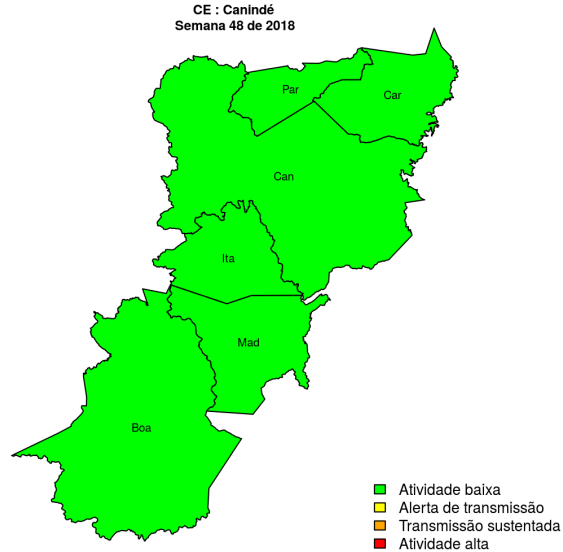 CE : Canindé
Semana 48 de 2018
Par
Car
Can
Ita
Mad
Boa
Atividade baixa
Alerta de transmissão
Transmissão sustentada
Atividade alta